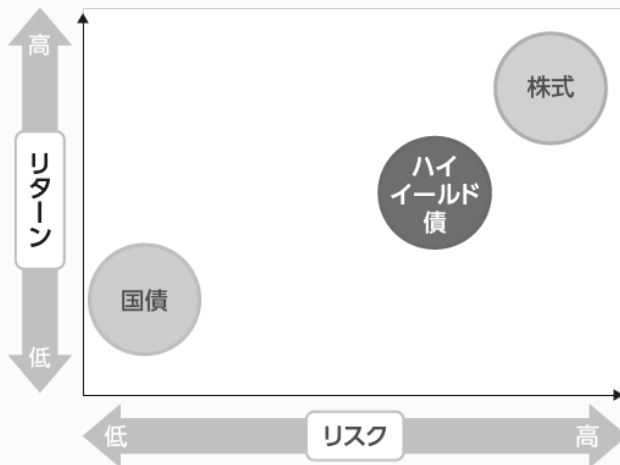 高
株式
ハイ
イールド
債
リターン
国債
低
低
リスク
高